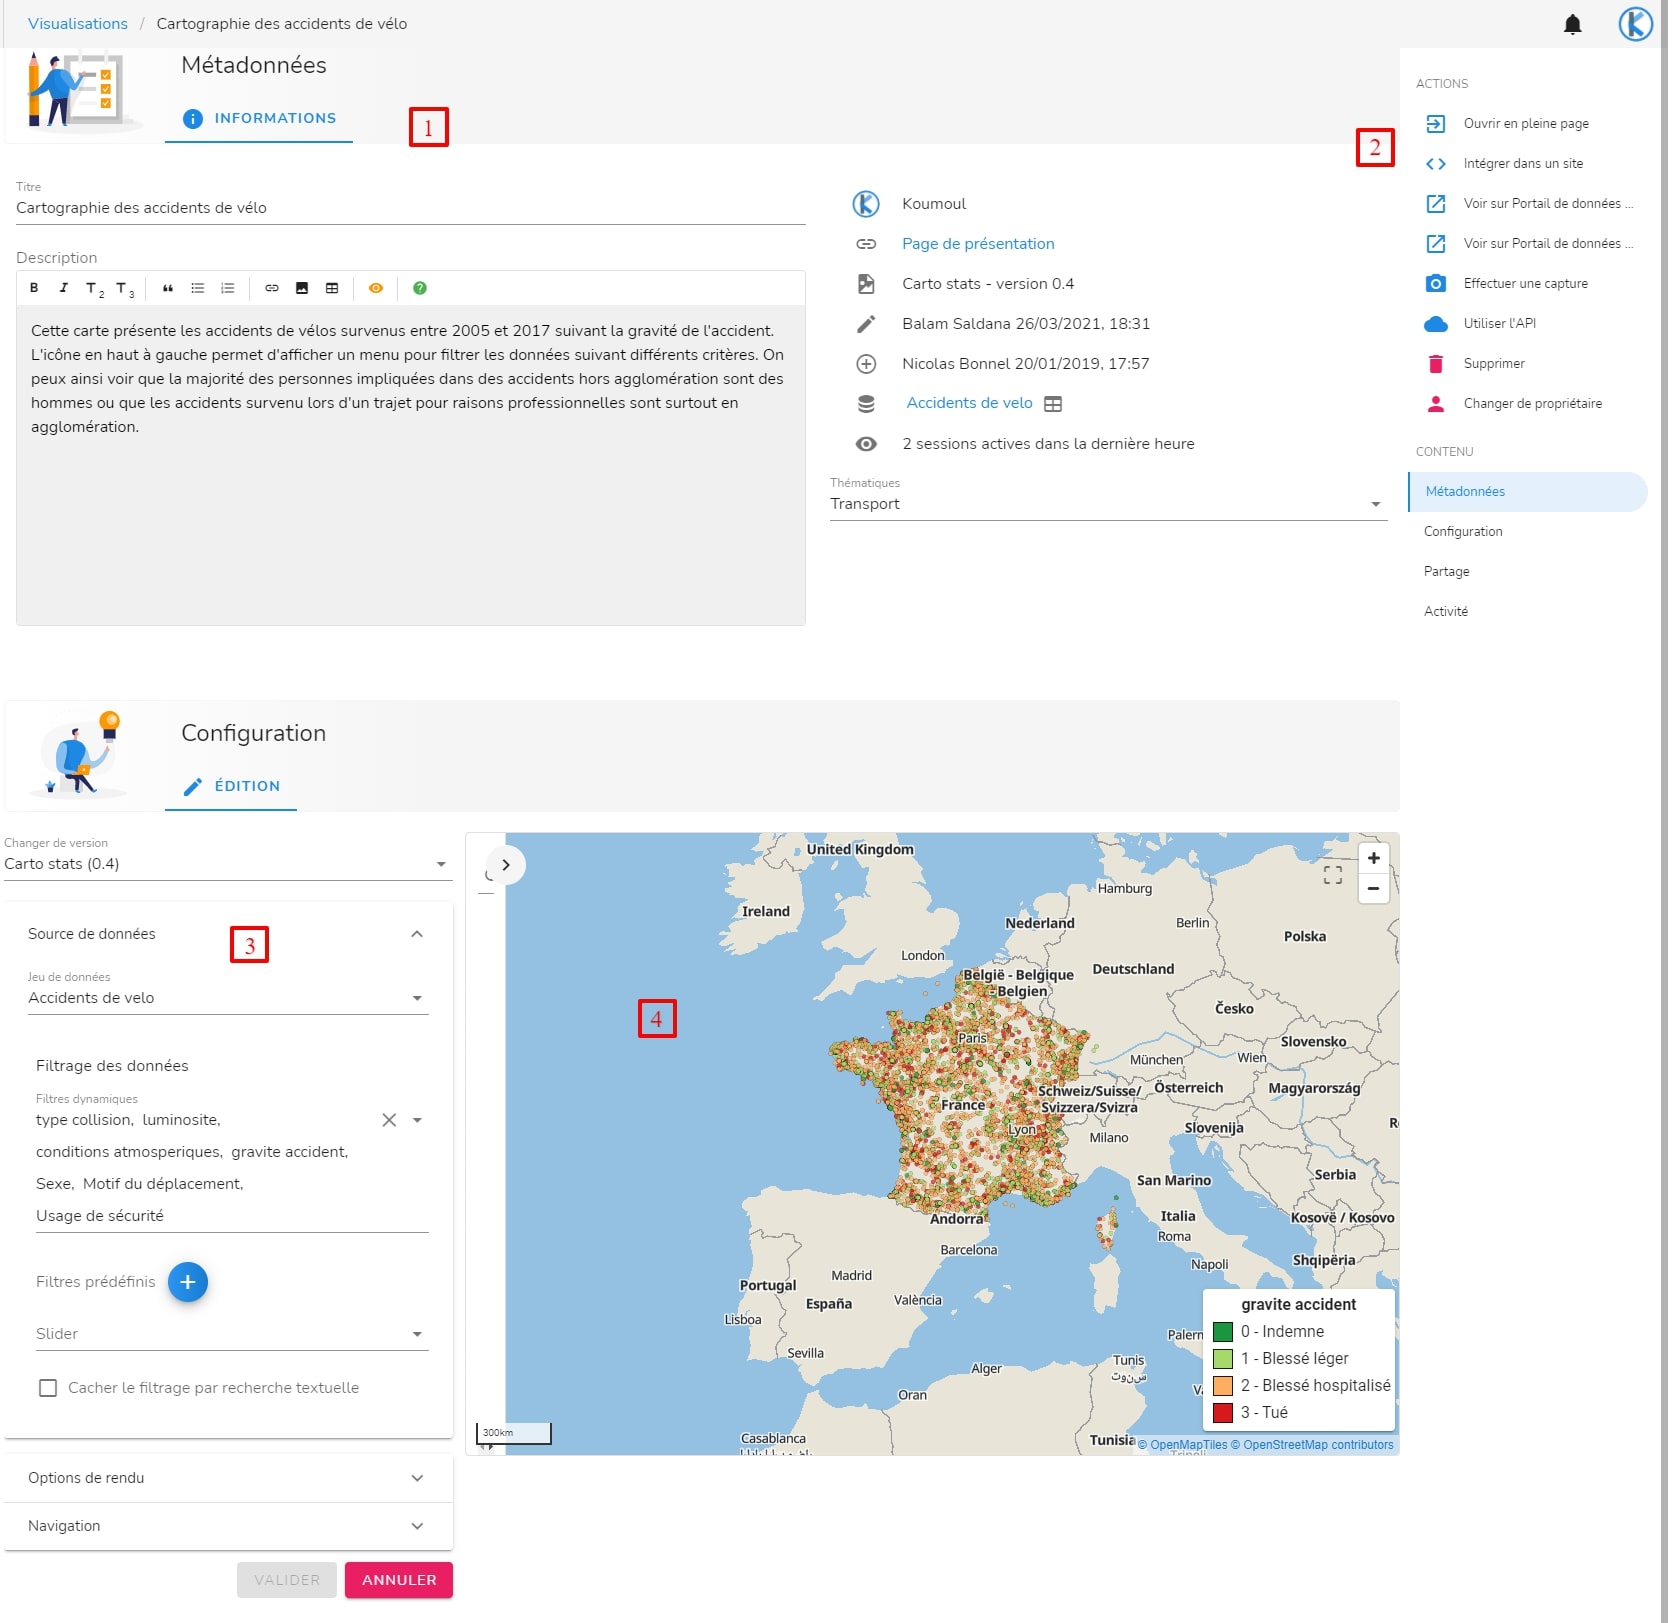 Visualisations / Cartographie des accidents de vélo
Métadonnées
INFORMATIONS
1
2
Titre
Cartographie des accidents de vélo
Description
B I T2 T3
Cette carte présente les accidents de vélos survenus entre 2005 et 2017 suivant la gravité de l'accident.
L'icône en haut à gauche permet d'afficher un menu pour filtrer les données suivant différents critères. On
peux ainsi voir que la majorité des personnes impliquées dans des accidents hors agglomération sont des
hommes ou que les accidents survenu lors d'un trajet pour raisons professionnelles sont surtout en
agglomération.
Koumoul
Page de présentation
Carto stats - version 0.4
Balam Saldana 26/03/2021, 18:31
Nicolas Bonnel 20/01/2019, 17:57
Accidents de velo
2 sessions actives dans la dernière heure
Thématiques
Transport
ACTIONS
Ouvrir en pleine page
Intégrer dans un site
Voir sur Portail de données ...
Voir sur Portail de données ...
Effectuer une capture
Utiliser l'API
Supprimer
Changer de propriétaire
CONTENU
Métadonnées
Configuration
Partage
Activité
Configuration
ÉDITION
Changer de version
Carto stats (0.4)
Source de données
3
Jeu de données
Accidents de velo
Filtrage des données
Filtres dynamiques
type collision, luminosite,
conditions atmosperiques, gravite accident,
Sexe, Motif du déplacement,
Usage de sécurité
Filtres prédéfinis +
Slider
Cacher le filtrage par recherche textuelle
Options de rendu
Navigation
VALIDER
ANNULER
4
United Kingdom
Ireland
London
Hamburg
Nederland
Berlin
Polska
België - Belgique
- Belgien
Deutschland
Česko
Slovensko
Paris
München
Wien
Schweiz/Suisse/
Svizzera/Svizra
Österreich
Magyarország
France
Lyon
Milano
Slovenija
R
San Marino
Serbia
Andorra
Italia
Roma
Kosovë / Kosovo
Barcelona
Napoli
Shqipëria
Madrid
Portugal
España
València
Lisboa
Sevilla
Palerm
Alger
Tunis
تونس
Oran
Casablanca
Tunisia
300km
+
−
gravite accident
0 - Indemne
1 - Blessé léger
2 - Blessé hospitalisé
3 - Tué
© OpenMapTiles © OpenStreetMap contributors